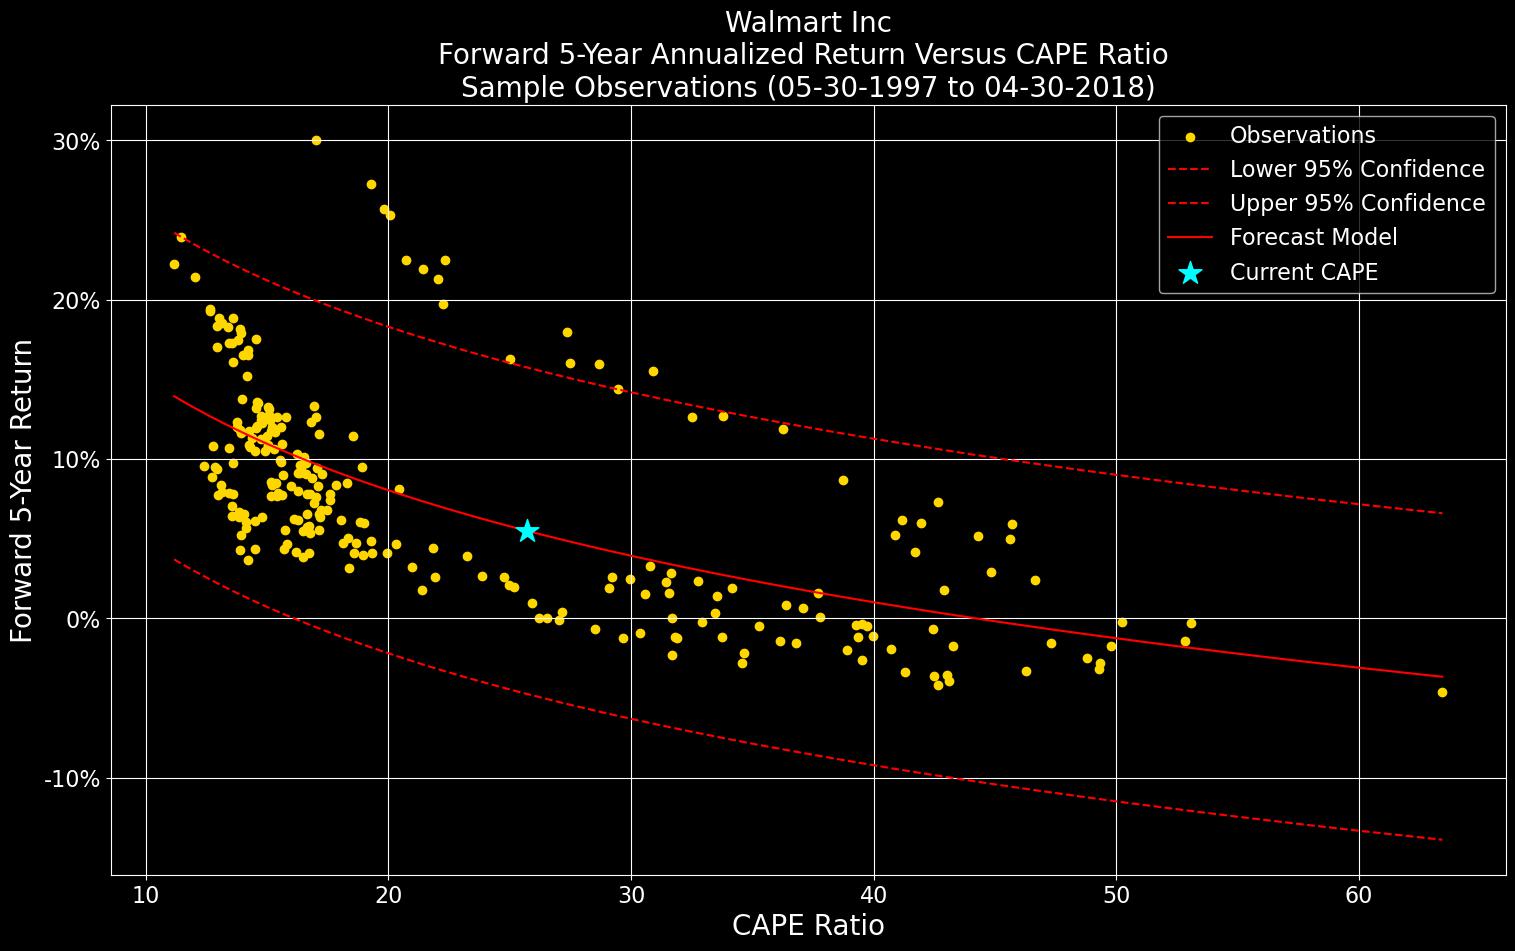 Walmart Inc
Forward 5-Year Annualized Return Versus CAPE Ratio
Sample Observations (05-30-1997 to 04-30-2018)
Observations
Lower 95% Confidence
Upper 95% Confidence
Forecast Model
Current CAPE
Forward 5-Year Return
30%
20%
10%
0%
-10%
10 20 30 40 50 60
CAPE Ratio